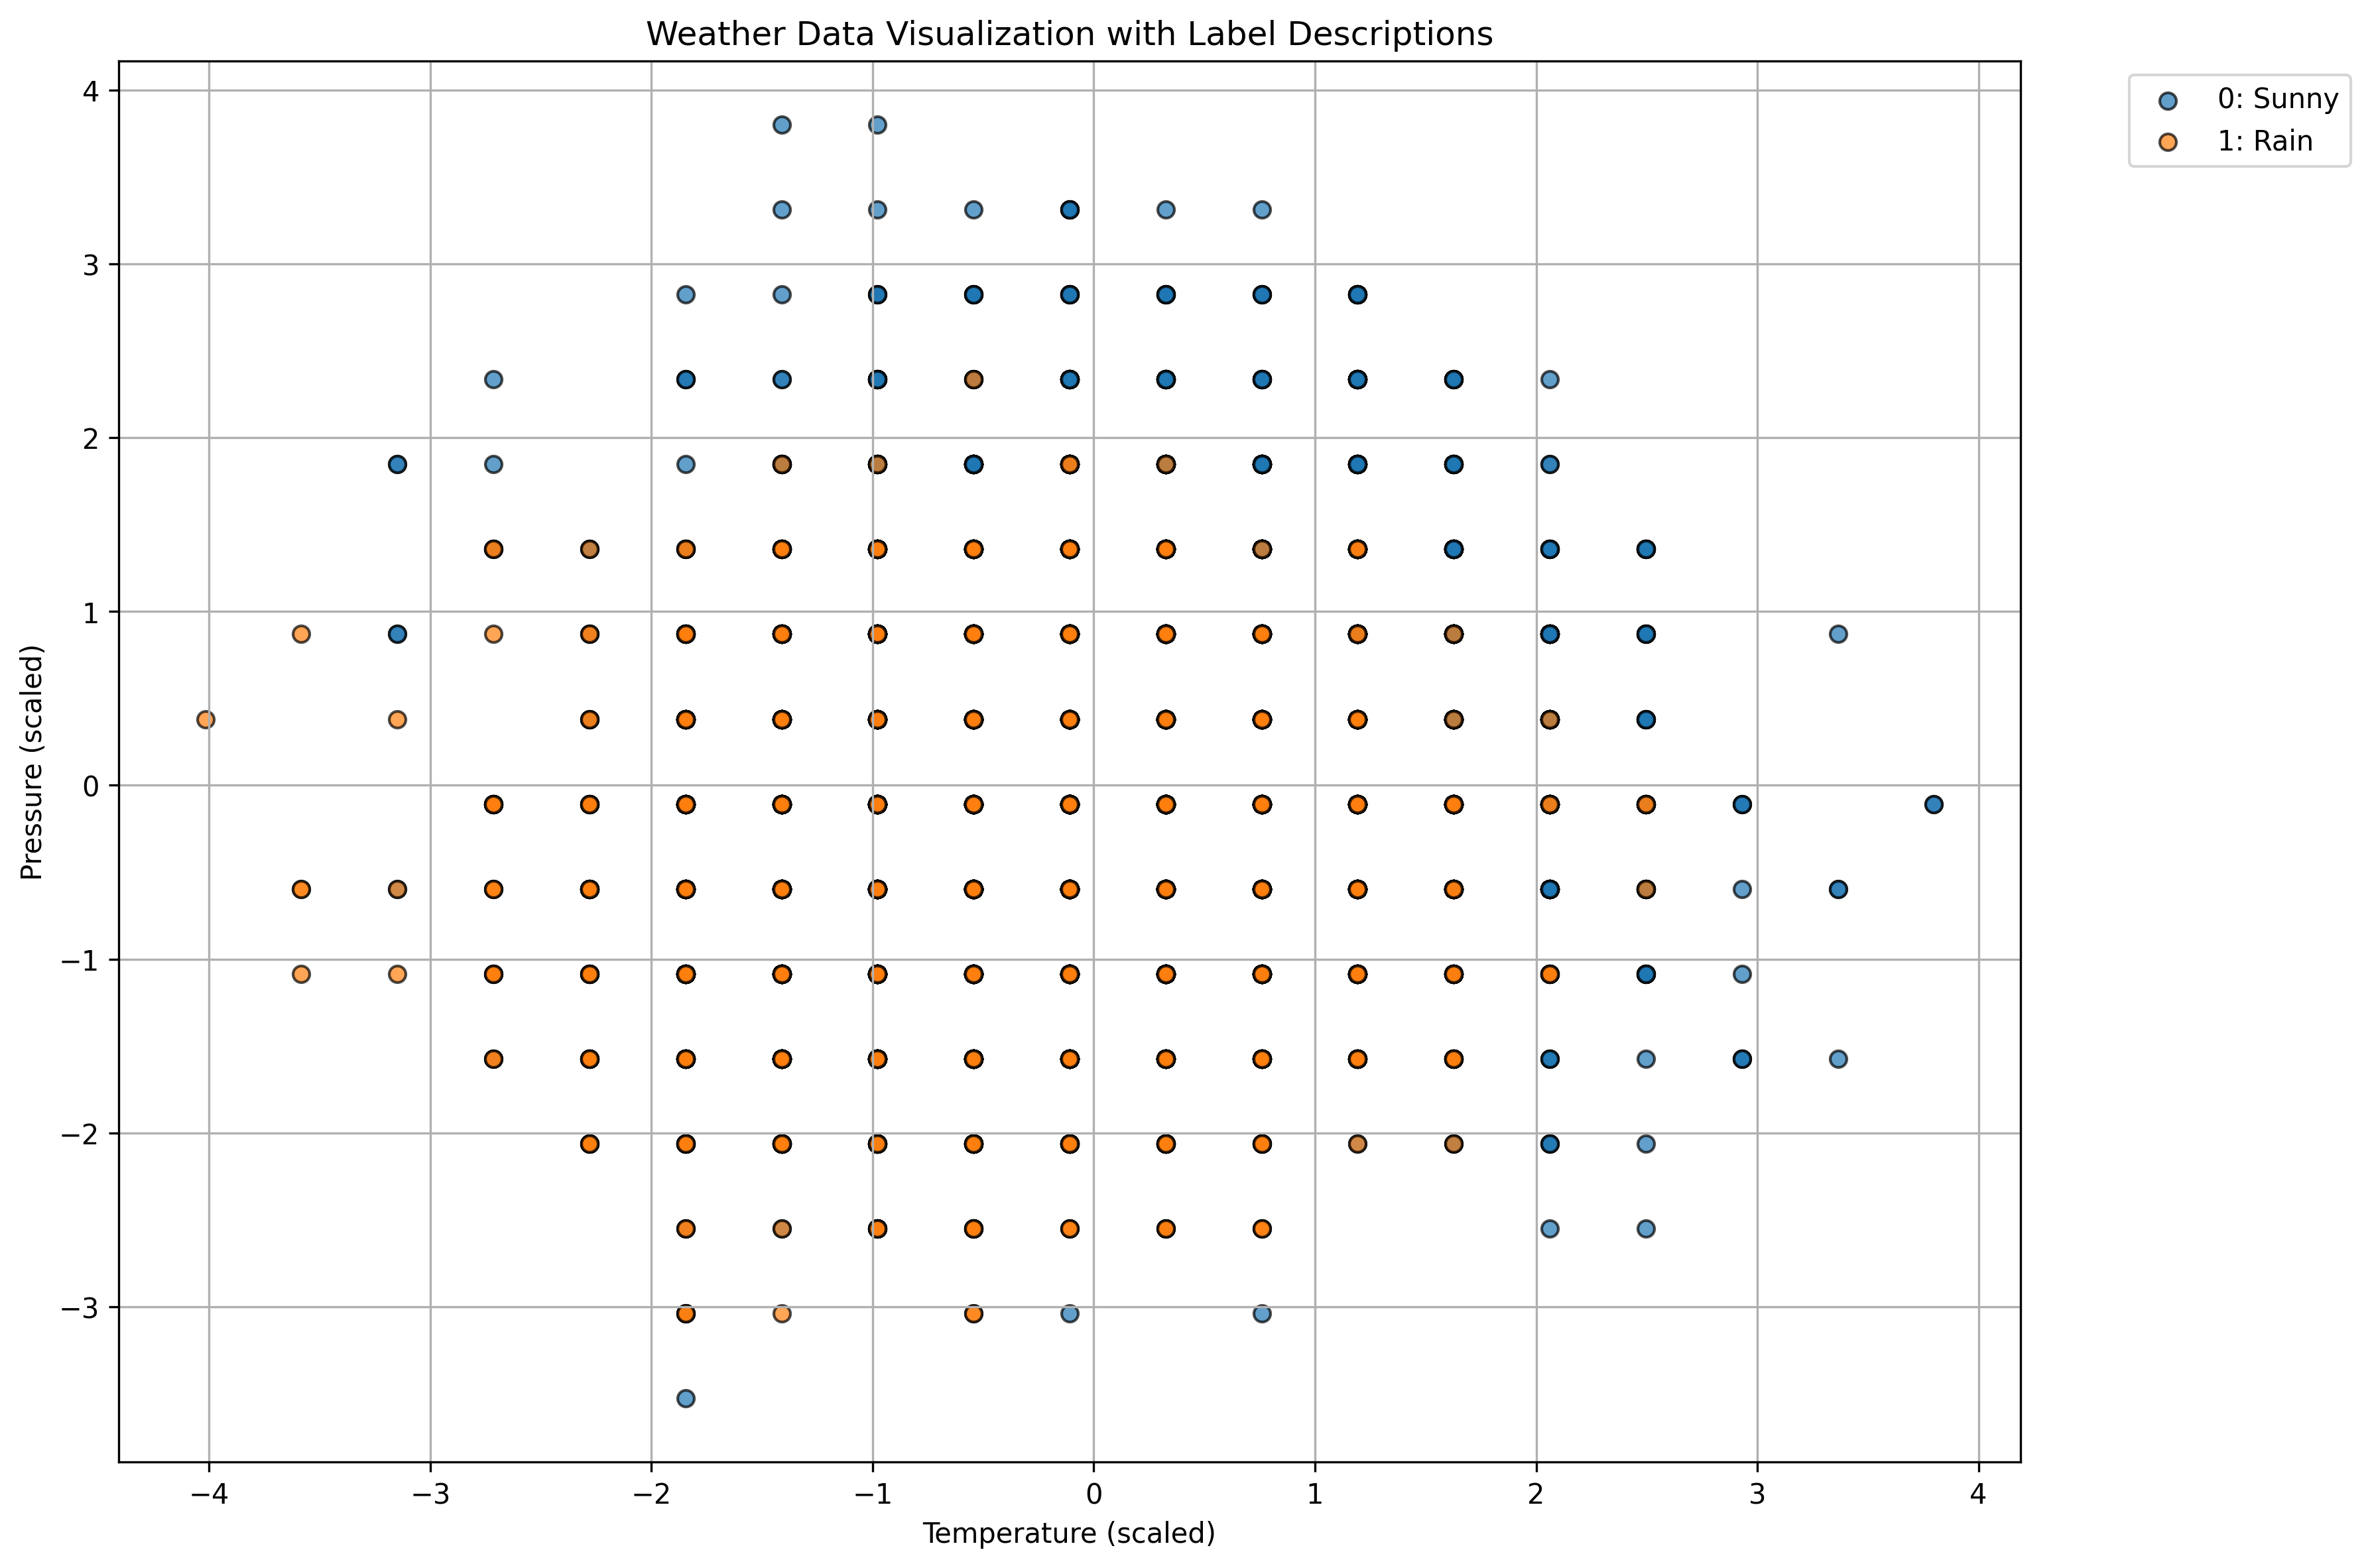 Weather Data Visualization with Label Descriptions
0: Sunny
1: Rain
4
3
2
1
0
−1
−2
−3
Pressure (scaled)
−4 −3 −2 −1 0 1 2 3 4
Temperature (scaled)